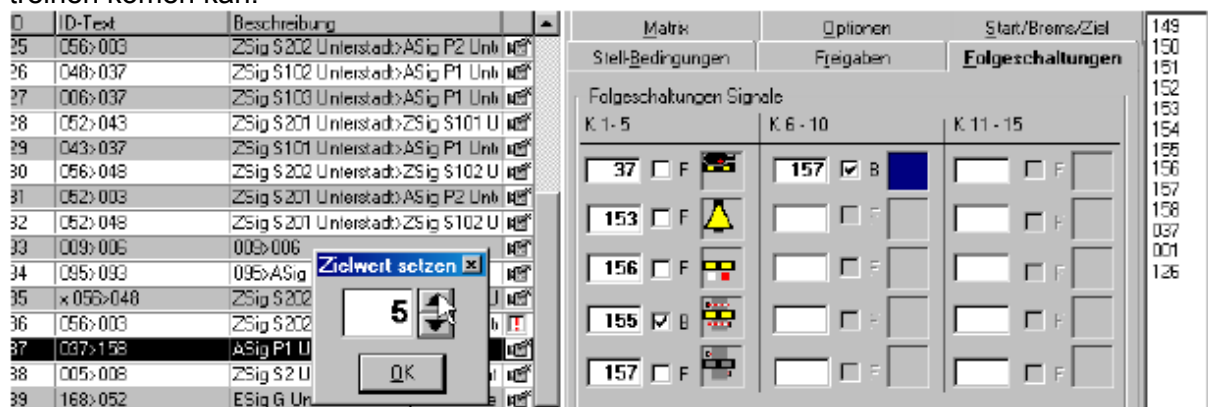 treinen komen kan.
ID ID-Text Beschreibung
25 056>003 ZSig S202 Unterstadt>ASig P2 Unt
26 048>037 ZSig S102 Unterstadt>ASig P1 Unt
27 006>037 ZSig S103 Unterstadt>ASig P1 Unt
28 052>043 ZSig S201 Unterstadt>ZSig S101 U
29 043>037 ZSig S101 Unterstadt>ASig P1 Unt
30 056>048 ZSig S202 Unterstadt>ZSig S102 U
31 052>003 ZSig S201 Unterstadt>ASig P2 Unt
32 052>048 ZSig S201 Unterstadt>ZSig S102 U
33 009>006 009>006
34 095>093 095>ASig
35 x 056>048 ZSig S202 U
36 056>003 ZSig S202
37 037>158 ASig P1 U
38 005>008 ZSig S2 U
39 168>052 ESig G Un
Zielwert setzen
5
OK
Matrix Optionen Start/Brems/Ziel
Stell-Bedingungen Freigaben Folgeschaltungen
Folgeschaltungen Signale
K 1- 5 K 6 - 10 K 11 - 15
37 F 157 B F
153 F F F
156 F F F
155 B F F
157 F F F
149
150
151
152
153
154
155
156
157
158
037
001
126